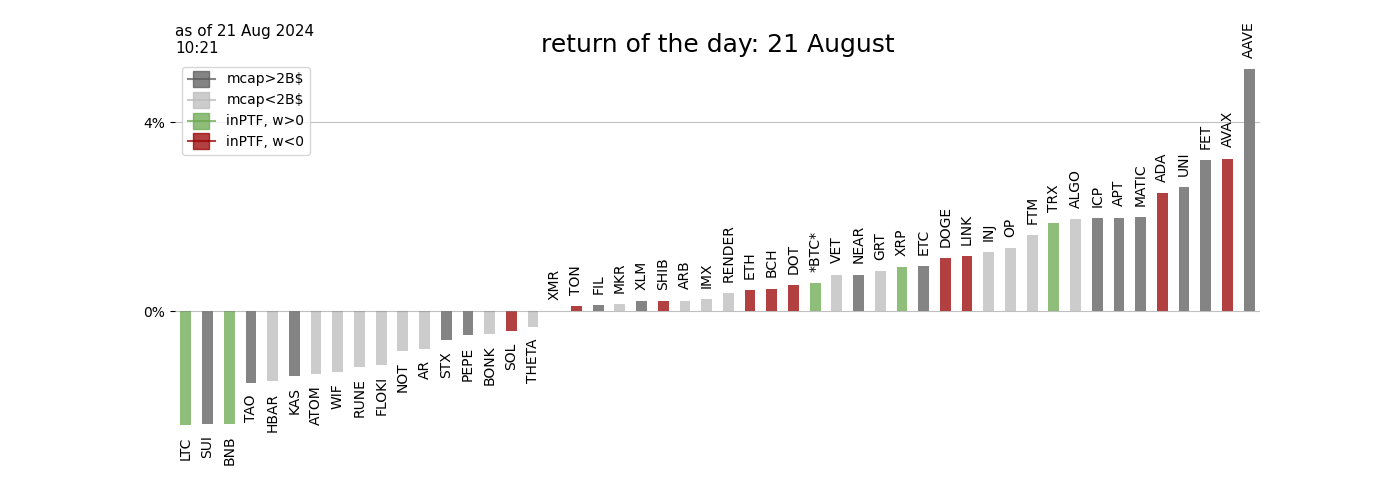 as of 21 Aug 2024
10:21
return of the day: 21 August
mcap>2B$
mcap<2B$
inPTF, w>0
inPTF, w<0
4%
0%
LTC
SUI
BNB
TAO
HBAR
KAS
ATOM
WIF
RUNE
FLOKI
NOT
AR
STX
PEPE
BONK
SOL
THETA
XMR
TON
FIL
MKR
XLM
SHIB
ARB
IMX
RENDER
ETH
BCH
DOT
*BTC*
VET
NEAR
GRT
XRP
ETC
DOGE
LINK
INJ
OP
FTM
TRX
ALGO
ICP
APT
MATIC
ADA
UNI
FET
AVAX
AAVE